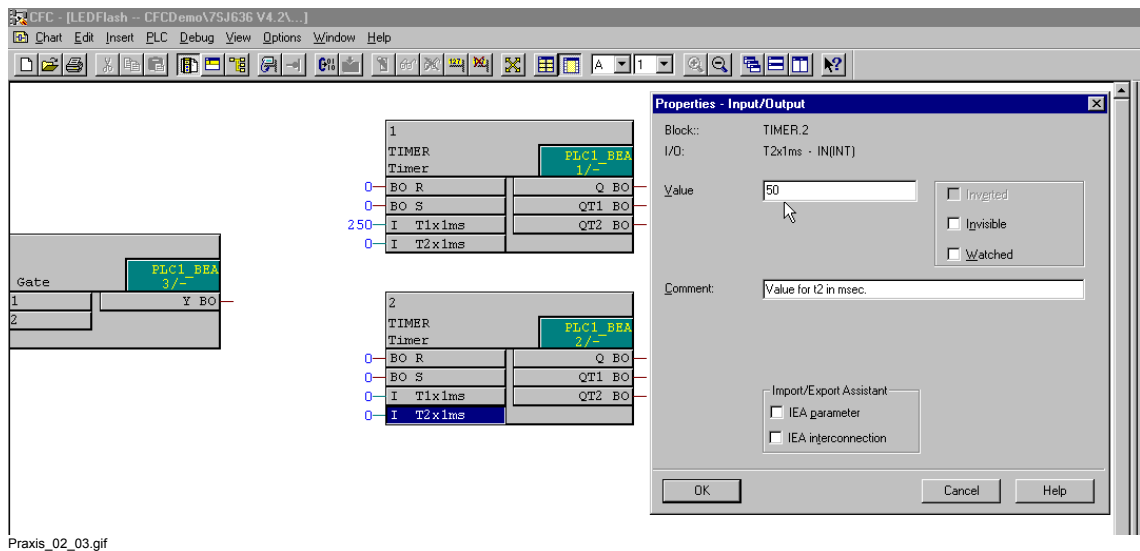 CFC - [LEDFlash -- CFCDemo\7SJ636 V4.2\...]
Chart Edit Insert PLC Debug View Options Window Help
A 1
Gate
PLC1_BEA
3/-
1 Y BO
2
1
TIMER
Timer
PLC1_BEA
1/-
0 BO R Q BO
0 BO S QT1 BO
250 I T1x1ms QT2 BO
0 I T2x1ms
2
TIMER
Timer
PLC1_BEA
2/-
0 BO R Q BO
0 BO S QT1 BO
0 I T1x1ms QT2 BO
0 I T2x1ms
Properties - Input/Output
Block:: TIMER.2
I/O: T2x1ms - IN(INT)
Value 50
Inverted
Invisible
Watched
Comment: Value for t2 in msec.
Import/Export Assistant
IEA parameter
IEA interconnection
OK Cancel Help
Praxis_02_03.gif